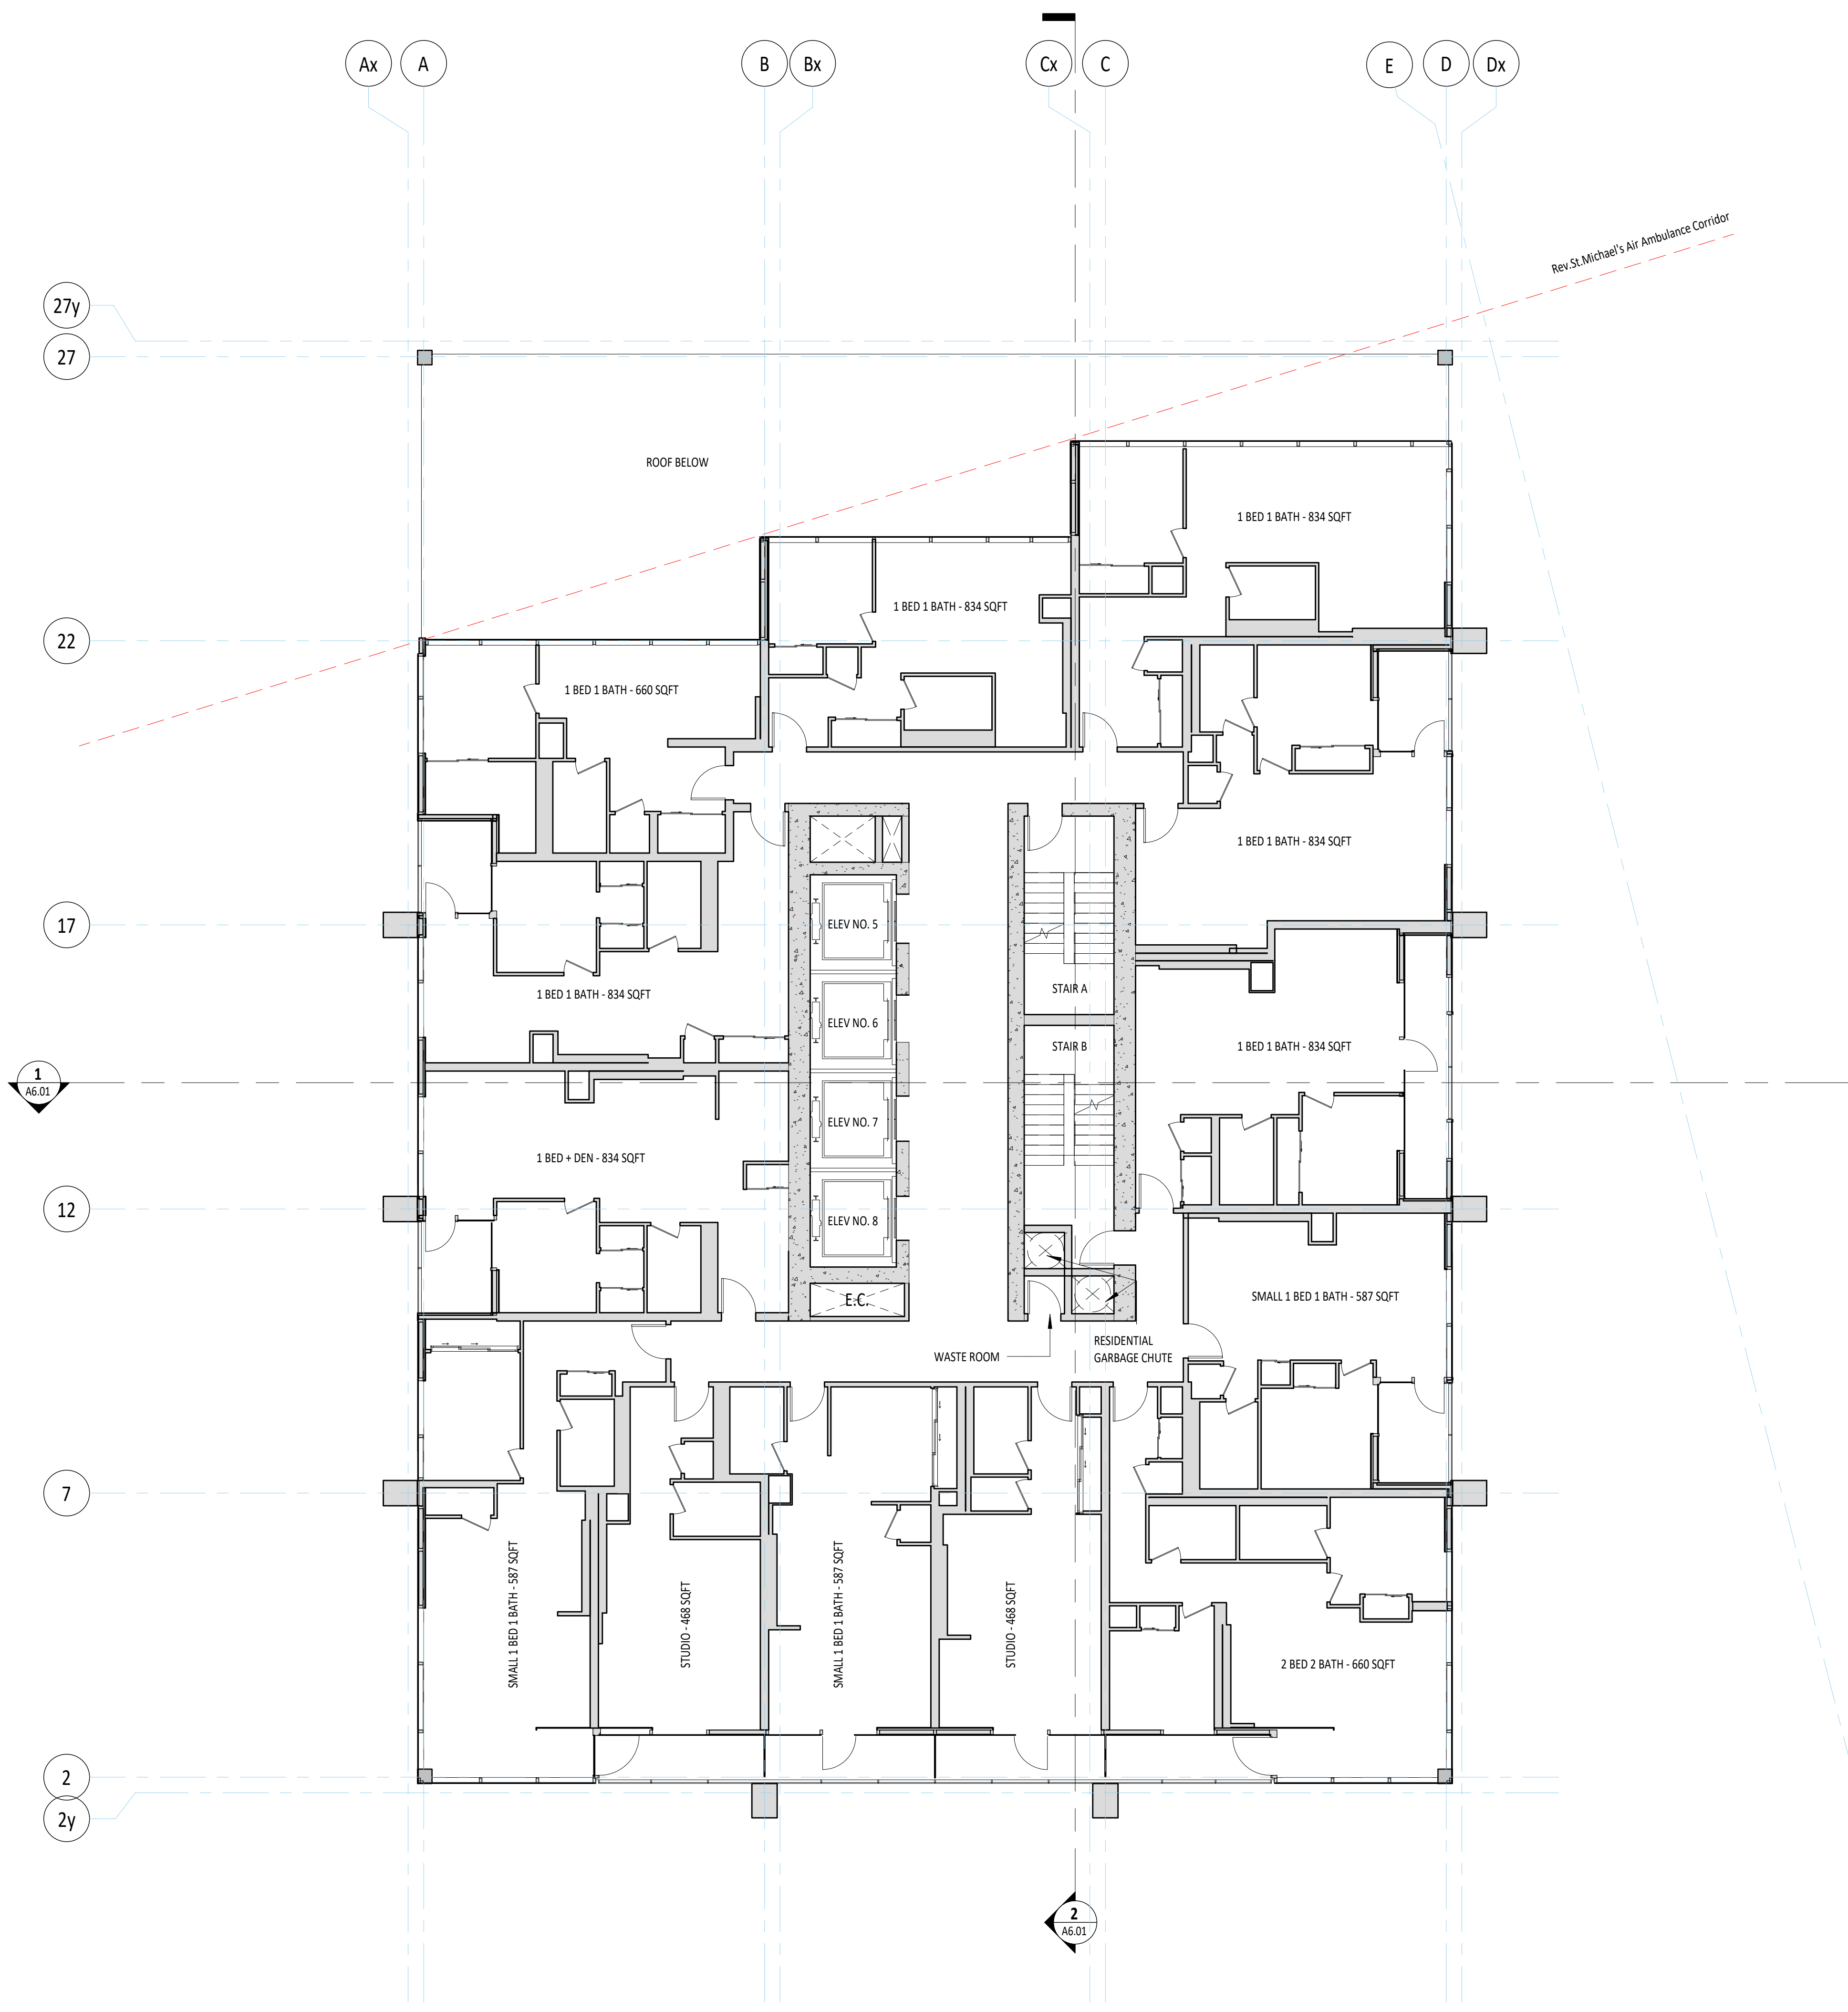 Ax
A
B
Bx
Cx
C
E
D
Dx
Rev.St.Michael's Air Ambulance Corridor
27y
27
ROOF BELOW
1 BED 1 BATH - 834 SQFT
1 BED 1 BATH - 834 SQFT
22
1 BED 1 BATH - 660 SQFT
1 BED 1 BATH - 834 SQFT
17
ELEV NO. 5
STAIR A
1 BED 1 BATH - 834 SQFT
ELEV NO. 6
STAIR B
1 BED 1 BATH - 834 SQFT
1
A6.01
ELEV NO. 7
1 BED + DEN - 834 SQFT
12
ELEV NO. 8
E.C.
SMALL 1 BED 1 BATH - 587 SQFT
WASTE ROOM
RESIDENTIAL
GARBAGE CHUTE
7
SMALL 1 BED 1 BATH - 587 SQFT
STUDIO - 468 SQFT
SMALL 1 BED 1 BATH - 587 SQFT
STUDIO - 468 SQFT
2 BED 2 BATH - 660 SQFT
2
2y
2
A6.01